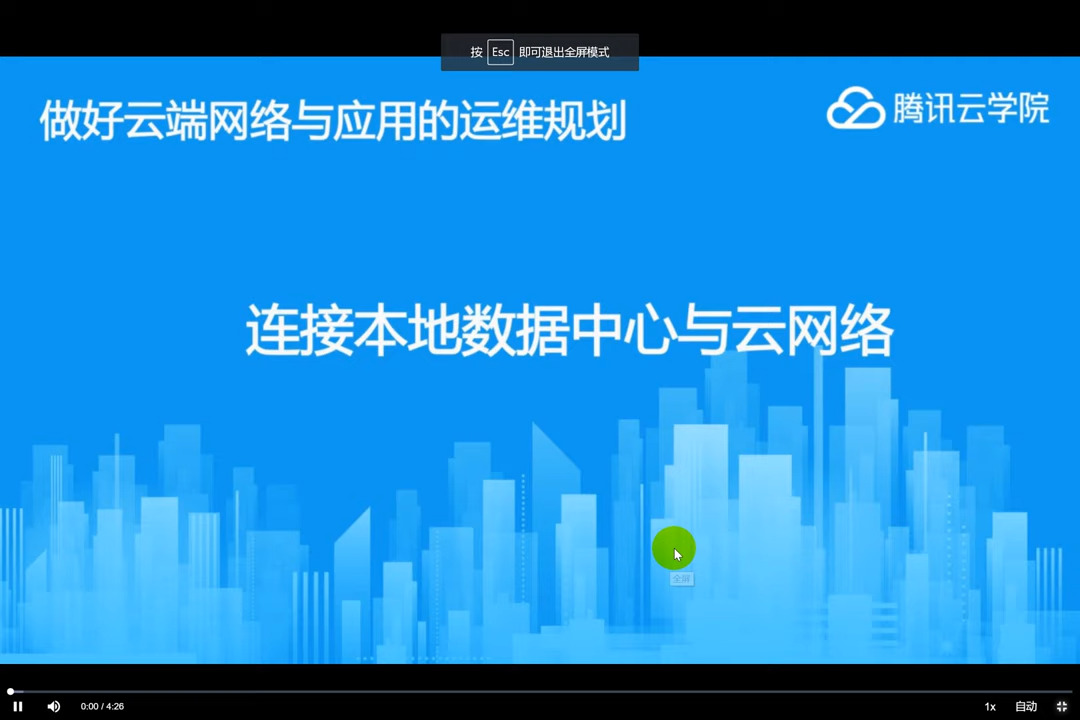 按 Esc 即可退出全屏模式
做好云端网络与应用的运维规划
腾讯云学院
连接本地数据中心与云网络
全屏
0:00 / 4:26
1x
自动